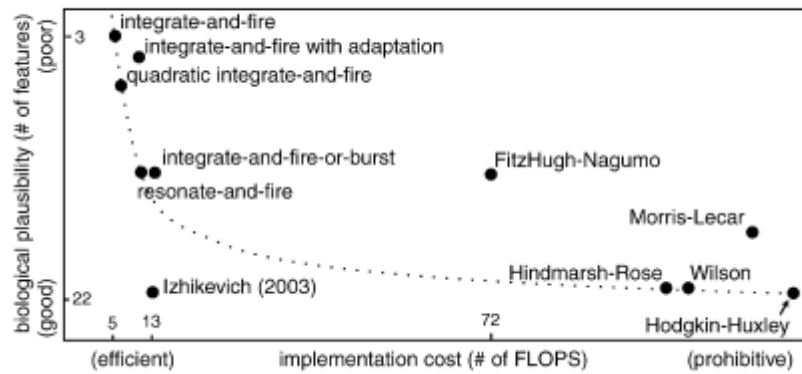 integrate-and-fire
3
integrate-and-fire with adaptation
quadratic integrate-and-fire
integrate-and-fire-or-burst
FitzHugh-Nagumo
resonate-and-fire
Morris-Lecar
Hindmarsh-Rose
Wilson
Izhikevich (2003)
22
Hodgkin-Huxley
5
13
72
(efficient)
implementation cost (# of FLOPS)
(prohibitive)
biological plausibility (# of features)
(good)
(poor)